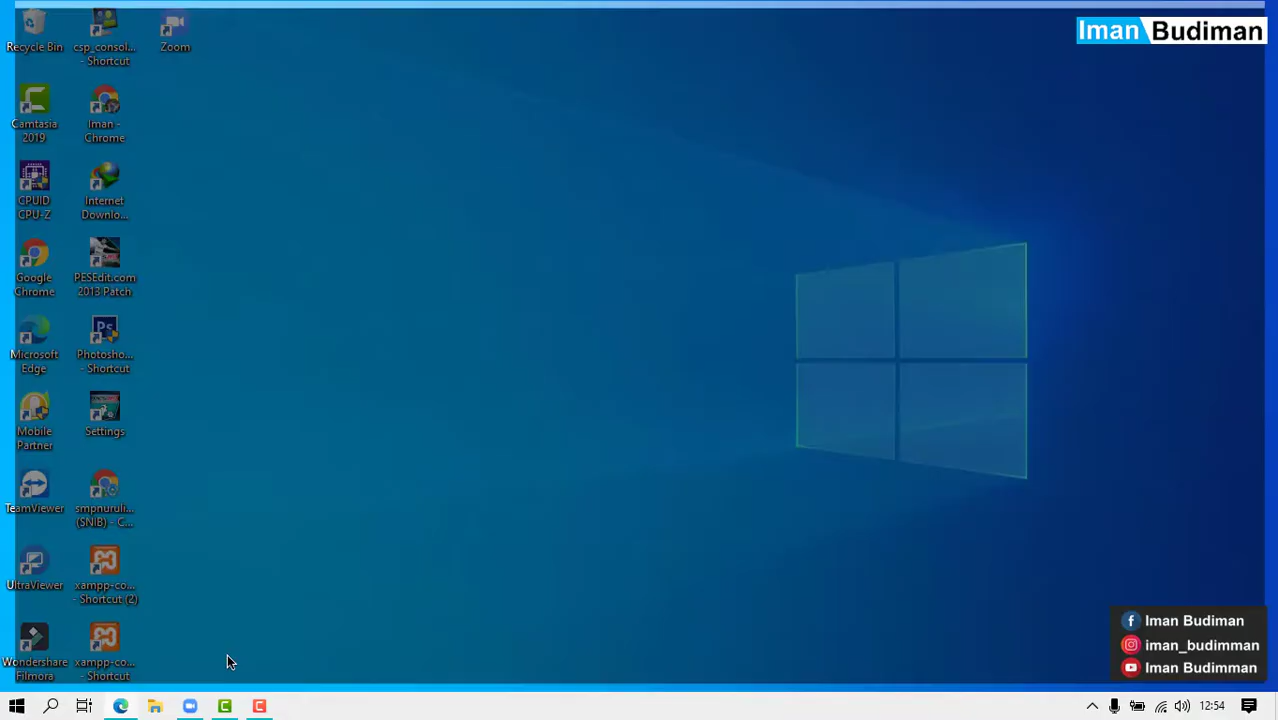 Iman Budiman
Recycle Bin
csp_consol...
- Shortcut
Zoom
Camtasia
2019
Iman -
Chrome
CPUID
CPU-Z
Internet
Downlo...
Google
Chrome
PESEdit.com
2013 Patch
Microsoft
Edge
Photosho...
- Shortcut
Mobile
Partner
Settings
TeamViewer
smpnuruli...
(SNIB) - C...
UltraViewer
xampp-co...
- Shortcut (2)
Wondershare
Filmora
xampp-co...
- Shortcut
Iman Budiman
iman_budimman
Iman Budimman
12:54